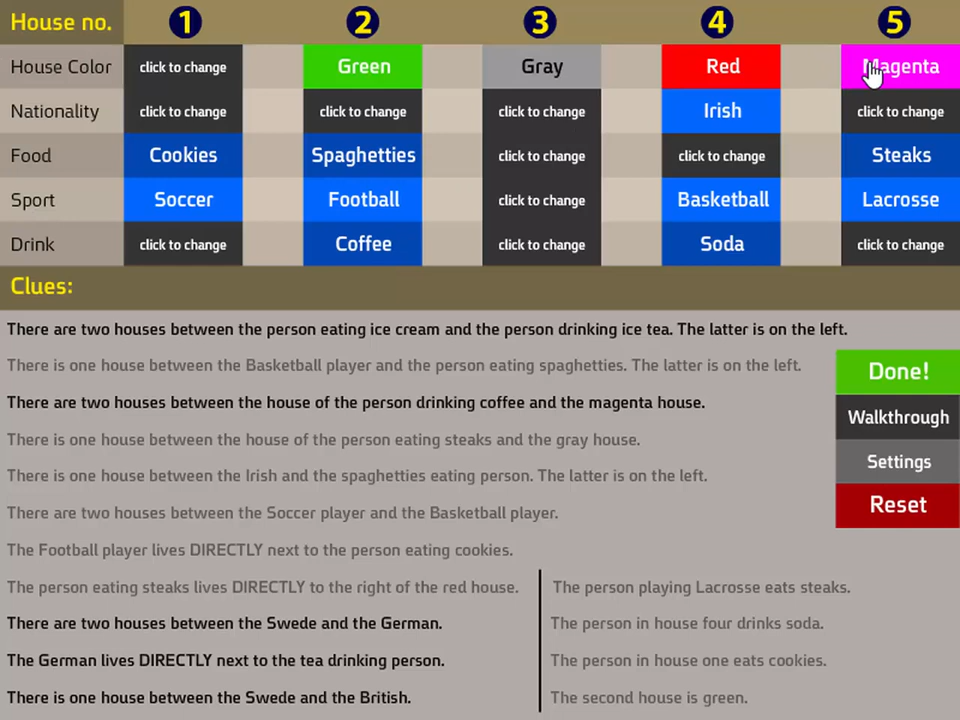 House no. 1 2 3 4 5
House Color click to change Green Gray Red Magenta
Nationality click to change click to change click to change Irish click to change
Food Cookies Spaghetties click to change click to change Steaks
Sport Soccer Football click to change Basketball Lacrosse
Drink click to change Coffee click to change Soda click to change
Clues:
There are two houses between the person eating ice cream and the person drinking ice tea. The latter is on the left.
There is one house between the Basketball player and the person eating spaghetties. The latter is on the left.
There are two houses between the house of the person drinking coffee and the magenta house.
There is one house between the house of the person eating steaks and the gray house.
There is one house between the Irish and the spaghetties eating person. The latter is on the left.
There are two houses between the Soccer player and the Basketball player.
The Football player lives DIRECTLY next to the person eating cookies.
The person eating steaks lives DIRECTLY to the right of the red house.
There are two houses between the Swede and the German.
The German lives DIRECTLY next to the tea drinking person.
There is one house between the Swede and the British.
The person playing Lacrosse eats steaks.
The person in house four drinks soda.
The person in house one eats cookies.
The second house is green.
Done!
Walkthrough
Settings
Reset